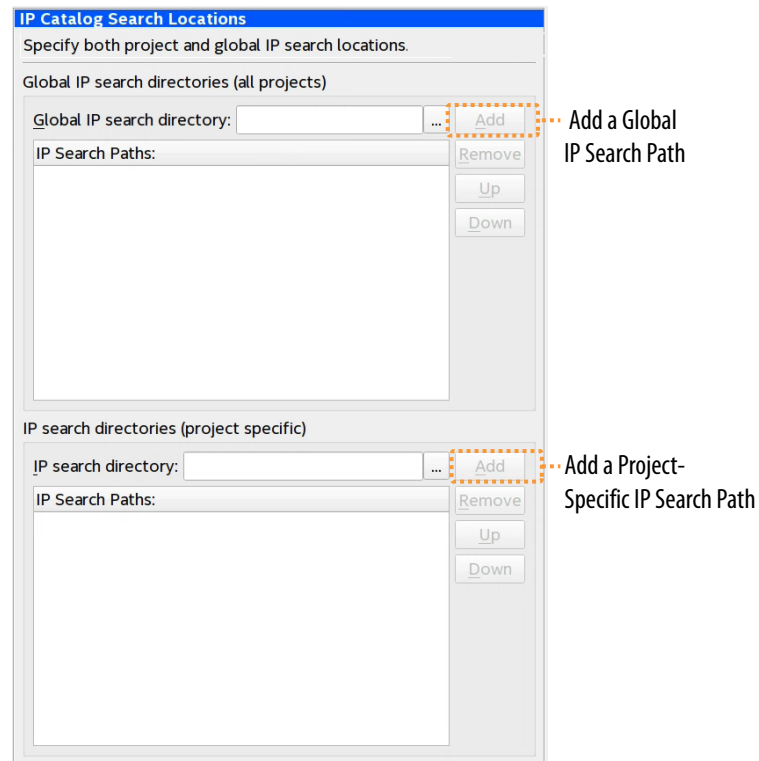 IP Catalog Search Locations
Specify both project and global IP search locations.
Global IP search directories (all projects)
Global IP search directory: ... Add
IP Search Paths:
Remove
Up
Down
Add a Global
IP Search Path
IP search directories (project specific)
IP search directory: ... Add
IP Search Paths:
Remove
Up
Down
Add a Project-
Specific IP Search Path